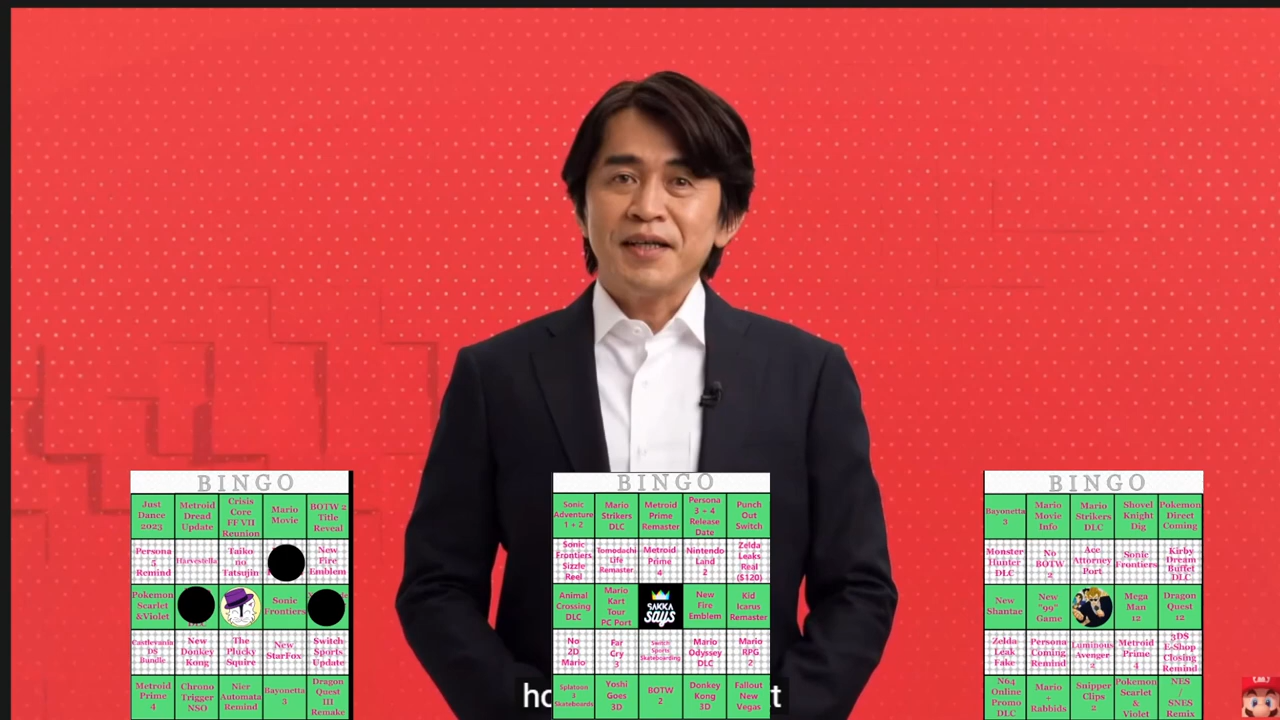 BINGO
Just Dance 2023
Metroid Dread Update
Crisis Core FF VII Reunion
Mario Movie
BOTW 2 Title Reveal
Persona 5 Remind
Harvestella
Taiko no Tatsujin
New Fire Emblem
Pokemon Scarlet &Violet
DLC
Sonic Frontiers
Castlevania DS Bundle
New Donkey Kong
The Plucky Squire
New StarFox
Switch Sports Update
Metroid Prime 4
Chrono Trigger NSO
Nier Automata Remind
Bayonetta 3
Dragon Quest III Remake
BINGO
Sonic Adventure 1 + 2
Mario Strikers DLC
Metroid Prime Remaster
Persona 3 + 4 Release Date
Punch Out Switch
Sonic Frontiers Sizzle Reel
Tomodachi Life Remaster
Metroid Prime 4
Nintendo Land 2
Zelda Leaks Real ($120)
Animal Crossing DLC
Mario Kart Tour PC Port
SAKKA says
New Fire Emblem
Kid Icarus Remaster
No 2D Mario
Far Cry 3
Switch Sports Skateboarding
Mario Odyssey DLC
Mario RPG 2
Splatoon Skateboards
Yoshi Goes 3D
BOTW 2
Donkey Kong 3D
Fallout New Vegas
BINGO
Bayonetta 3
Mario Movie Info
Mario Strikers DLC
Shovel Knight Dig
Pokemon Direct Coming
Monster Hunter DLC
No BOTW 2
Ace Attorney Port
Sonic Frontiers
Kirby Dream Buffet DLC
New Shantae
New "99" Game
Mega Man 12
Dragon Quest 12
Zelda Leak Fake
Persona Coming Remind
Luminous Avenger 2
Metroid Prime 4
3DS E-Shop Closing Remind
N64 Online Promo DLC
Mario + Rabbids
Snipper Clips 2
Pokemon Scarlet & Violet
NES / SNES Remix